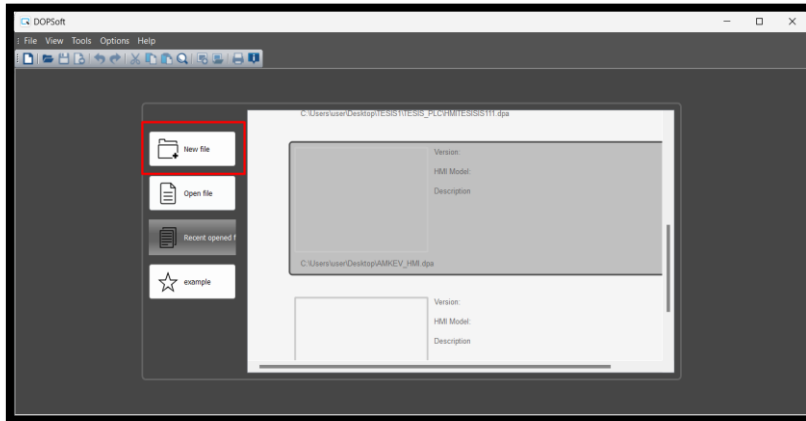 DOPSoft
File View Tools Options Help
C:\Users\user\Desktop\TESIS1\TESIS_PLC\HMITESISIS111.dpa
New file
Version:
HMI Model:
Description
Open file
Recent opened f
C:\Users\user\Desktop\AMKEV_HMI.dpa
example
Version:
HMI Model:
Description